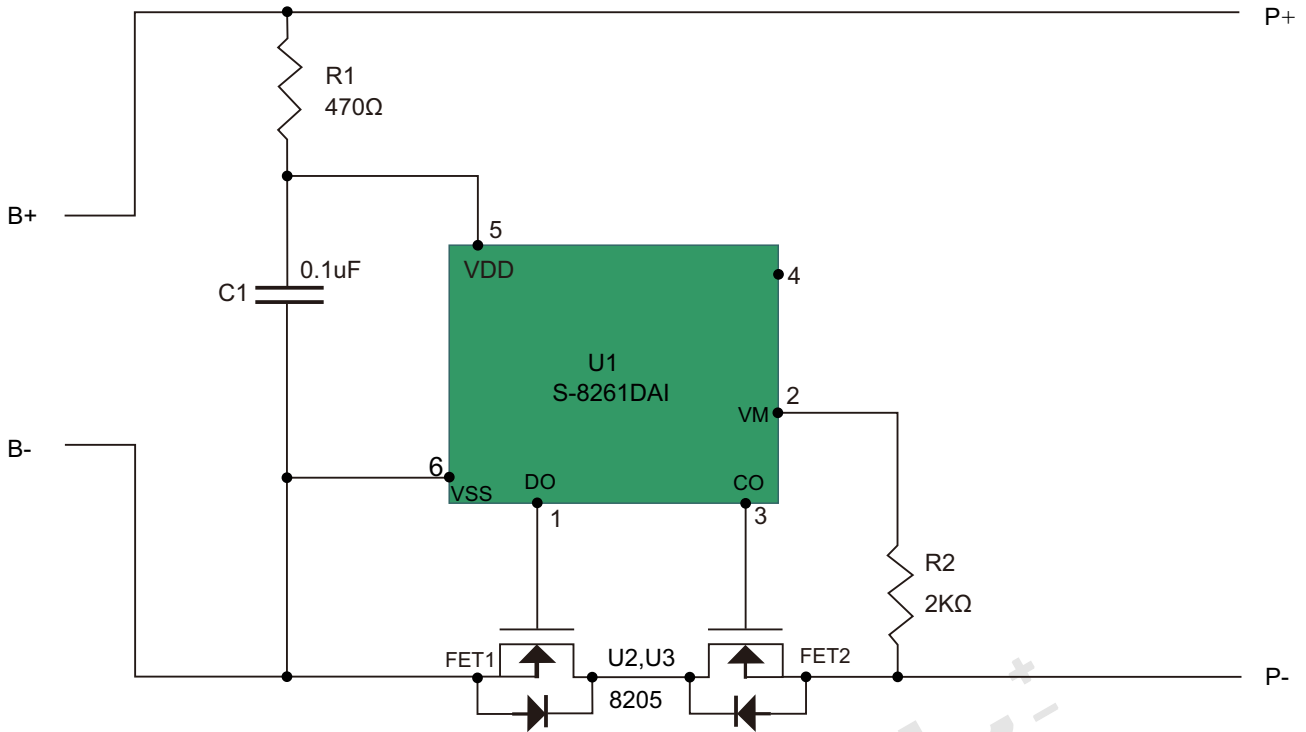 P+
R1
470Ω
B+
5
VDD
4
0.1uF
C1
U1
S-8261DAI
2
VM
B-
6
VSS
DO
CO
1
3
R2
2KΩ
FET1
U2,U3
FET2
8205
P-